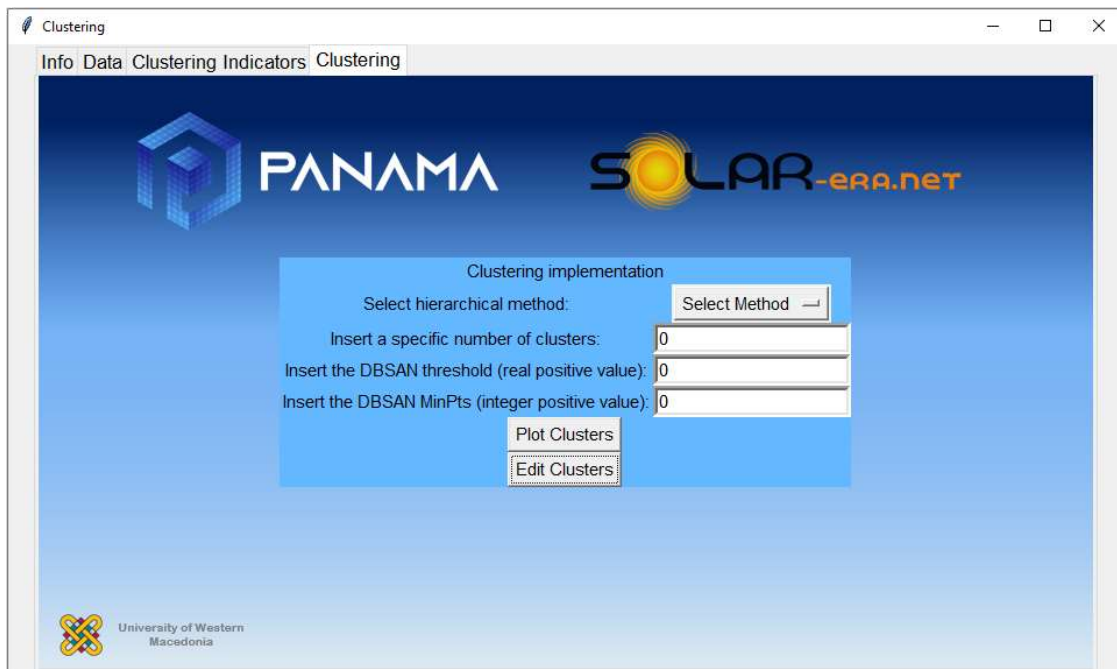 Clustering
Info Data Clustering Indicators Clustering
PANAMA
SOLAR-eRA.neT
Clustering implementation
Select hierarchical method: Select Method
Insert a specific number of clusters: 0
Insert the DBSAN threshold (real positive value): 0
Insert the DBSAN MinPts (integer positive value): 0
Plot Clusters
Edit Clusters
University of Western
Macedonia